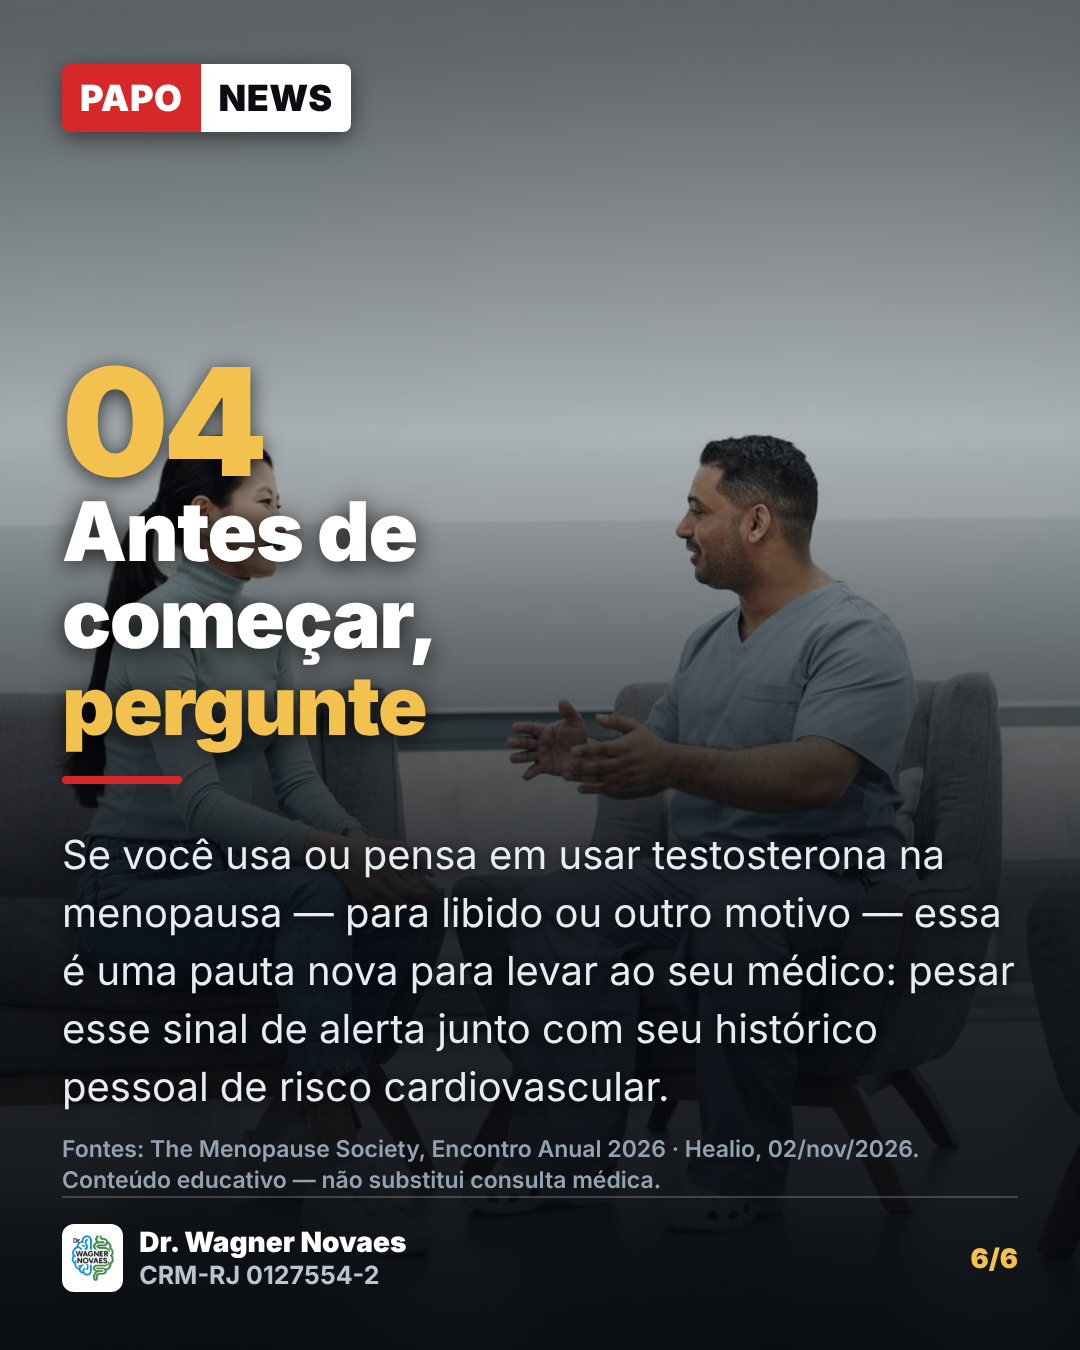 PAPO NEWS
04
Antes de
começar,
pergunte
Se você usa ou pensa em usar testosterona na
menopausa — para libido ou outro motivo — essa
é uma pauta nova para levar ao seu médico: pesar
esse sinal de alerta junto com seu histórico
pessoal de risco cardiovascular.
Fontes: The Menopause Society, Encontro Anual 2026 · Healio, 02/nov/2026.
Conteúdo educativo — não substitui consulta médica.
Dr.
WAGNER
NOVAES
Dr. Wagner Novaes
CRM-RJ 0127554-2
6/6